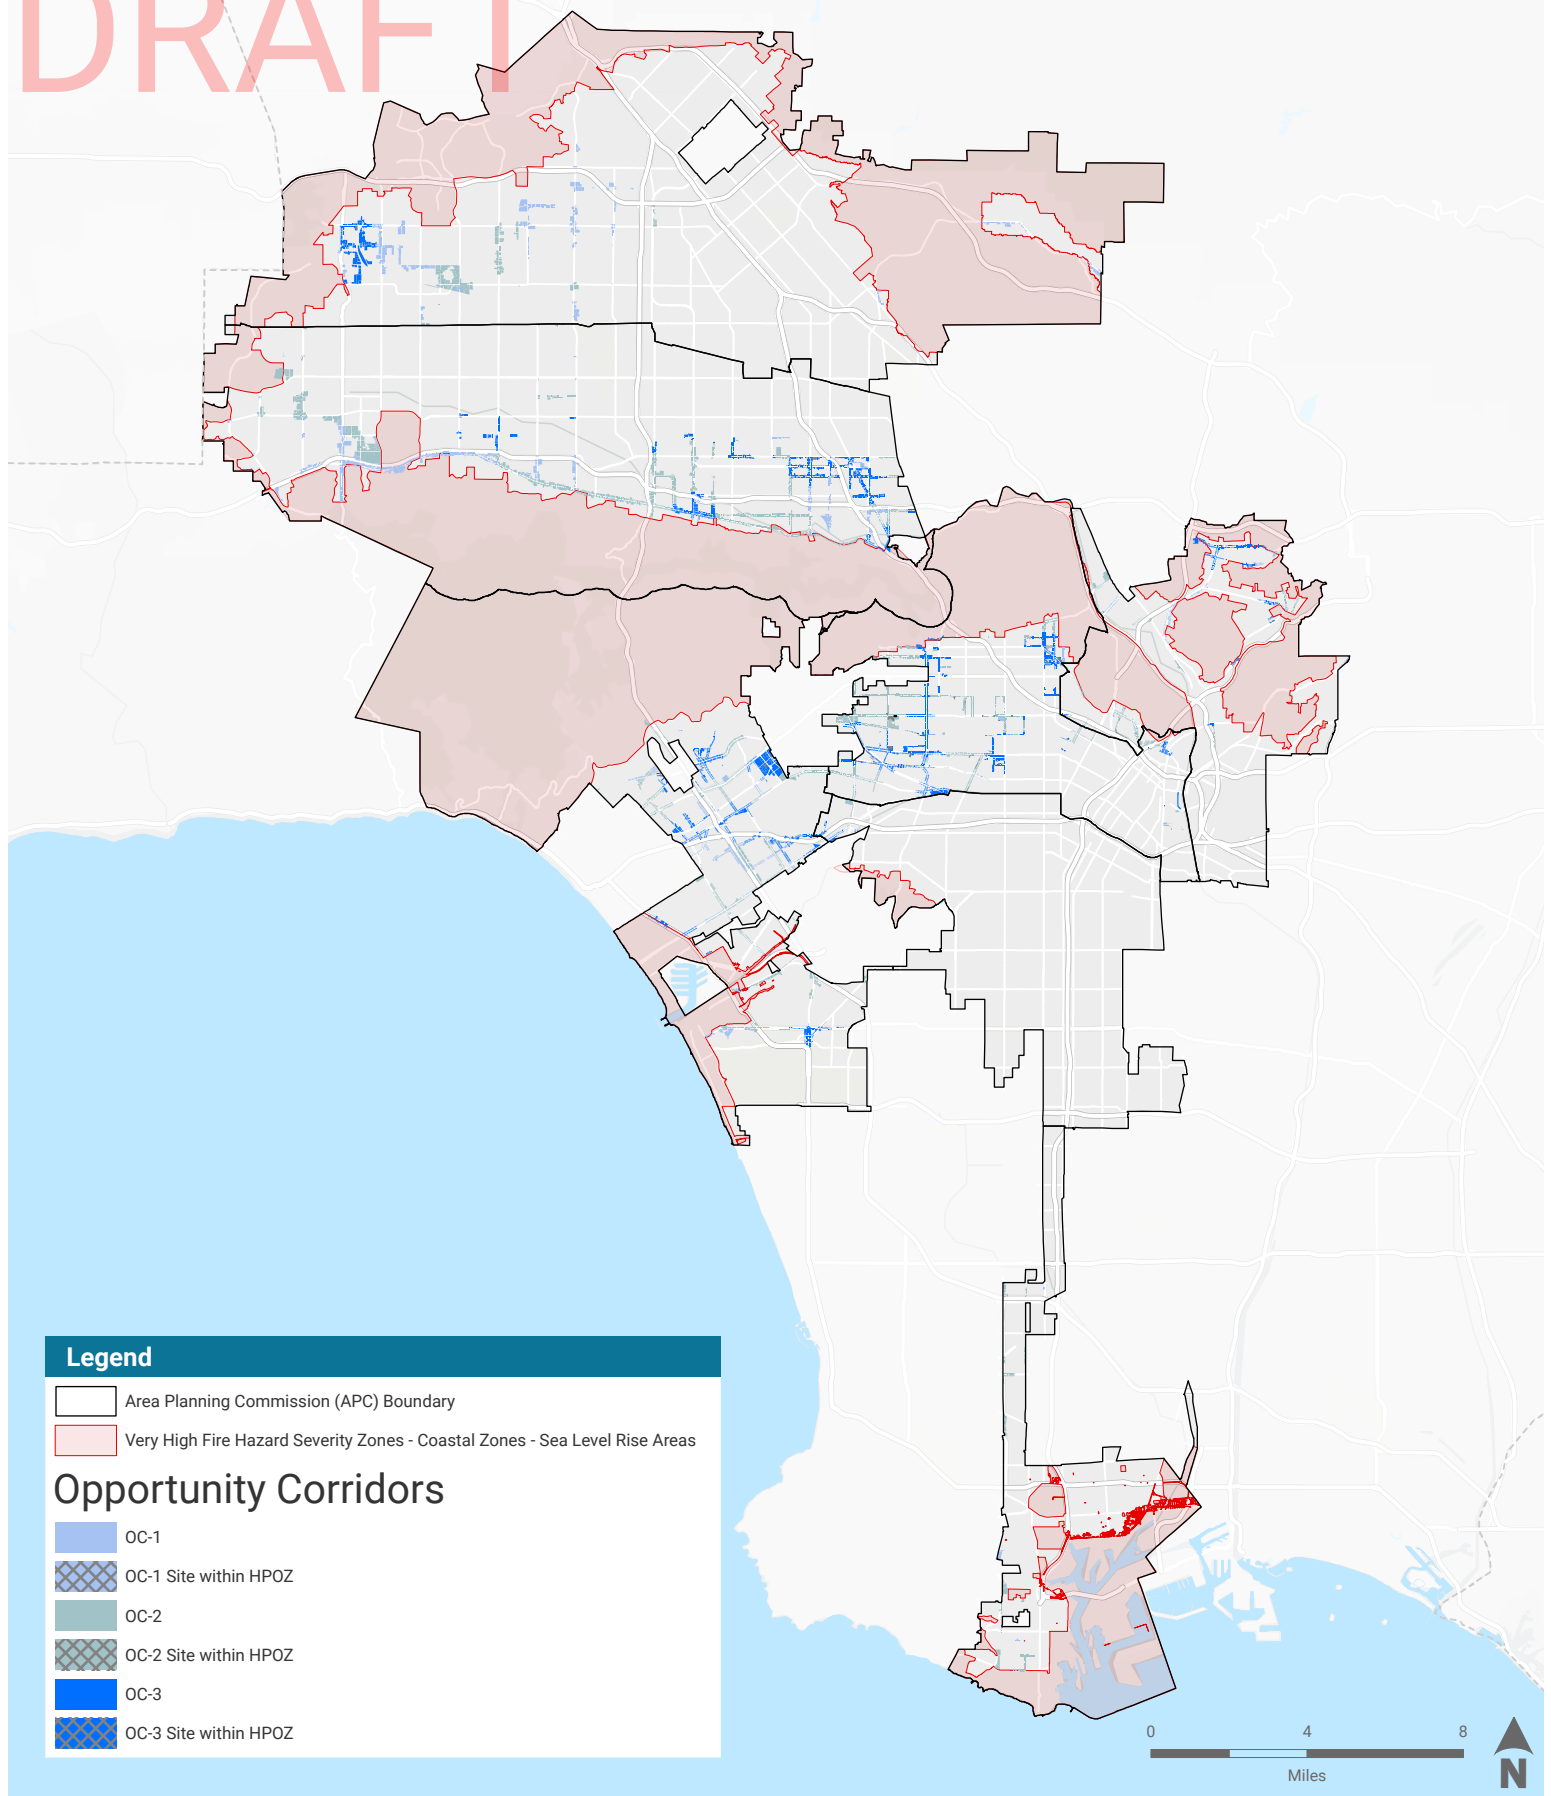 DRAFT
Legend
Area Planning Commission (APC) Boundary
Very High Fire Hazard Severity Zones - Coastal Zones - Sea Level Rise Areas
Opportunity Corridors
OC-1
OC-1 Site within HPOZ
OC-2
OC-2 Site within HPOZ
OC-3
OC-3 Site within HPOZ
0 4 8
Miles
N